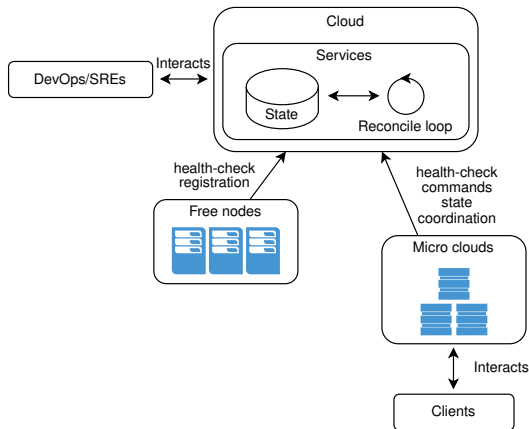 Cloud
Services
Interacts
DevOps/SREs
State
Reconcile loop
health-check
registration
health-check
commands
state
coordination
Free nodes
Micro clouds
Interacts
Clients